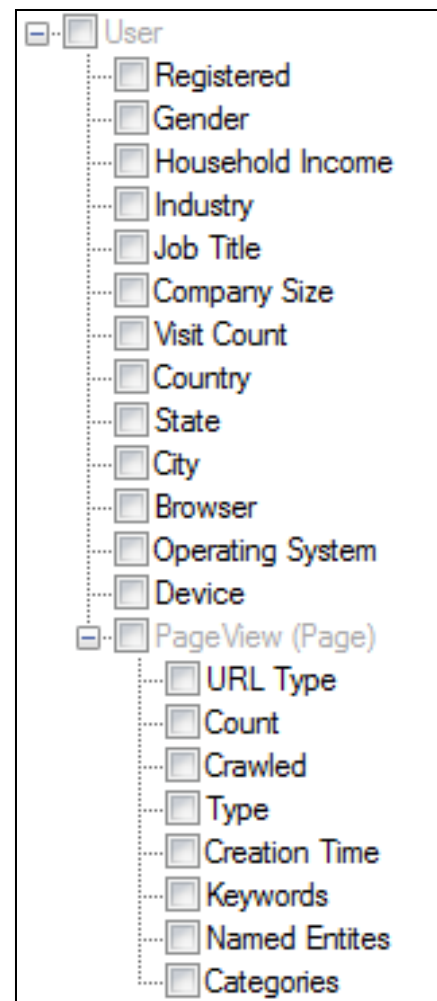 User
Registered
Gender
Household Income
Industry
Job Title
Company Size
Visit Count
Country
State
City
Browser
Operating System
Device
PageView (Page)
URL Type
Count
Crawled
Type
Creation Time
Keywords
Named Entites
Categories